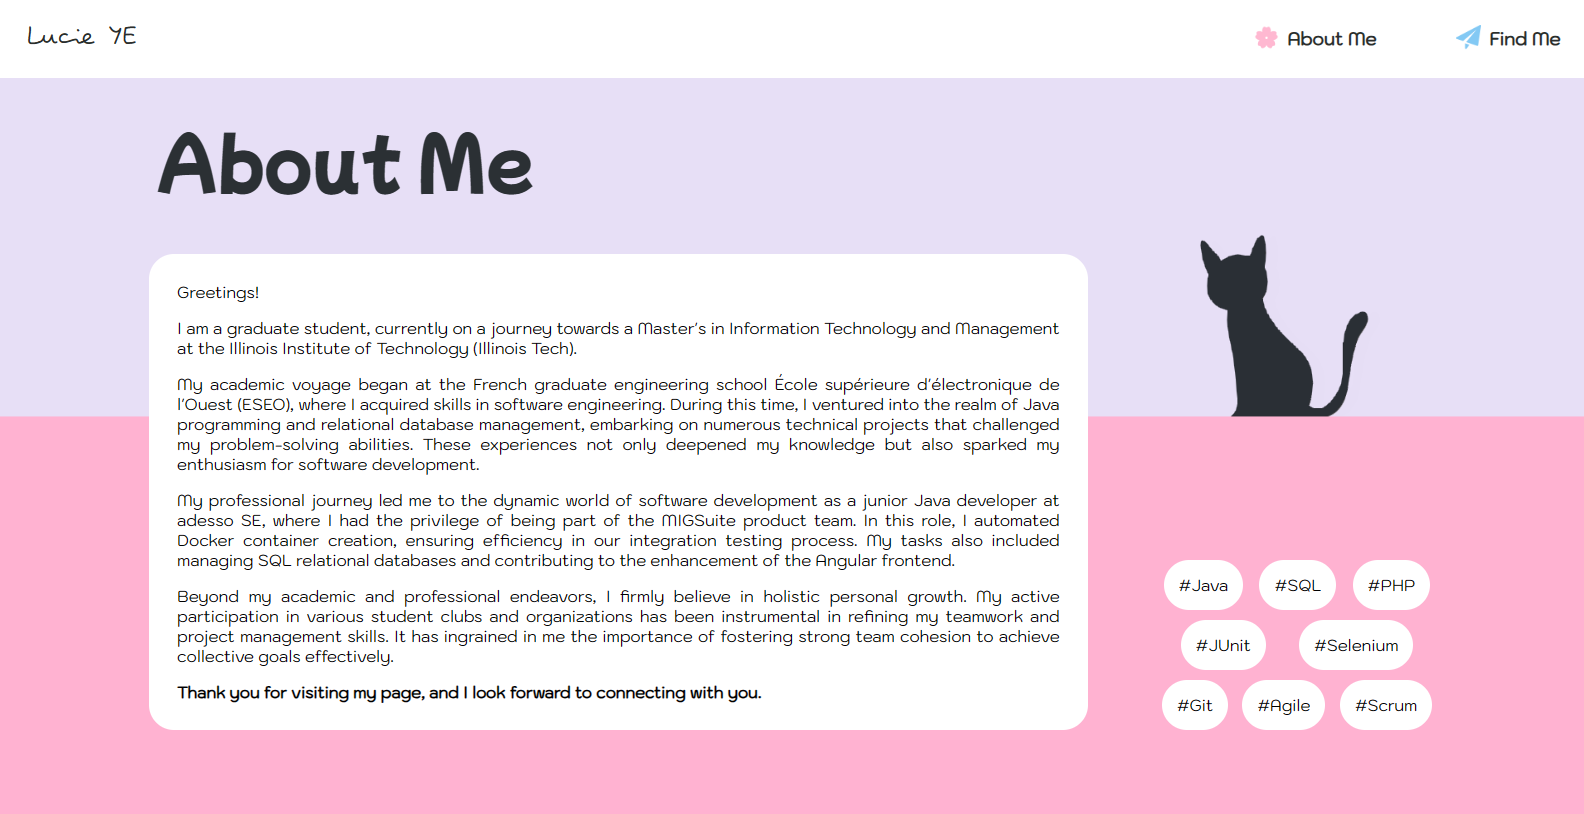 Lucie YE
About Me
Find Me
About Me
Greetings!
I am a graduate student, currently on a journey towards a Master's in Information Technology and Management
at the Illinois Institute of Technology (Illinois Tech).
My academic voyage began at the French graduate engineering school École supérieure d'électronique de
l'Ouest (ESEO), where I acquired skills in software engineering. During this time, I ventured into the realm of Java
programming and relational database management, embarking on numerous technical projects that challenged
my problem-solving abilities. These experiences not only deepened my knowledge but also sparked my
enthusiasm for software development.
My professional journey led me to the dynamic world of software development as a junior Java developer at
adesso SE, where I had the privilege of being part of the MIGSuite product team. In this role, I automated
Docker container creation, ensuring efficiency in our integration testing process. My tasks also included
managing SQL relational databases and contributing to the enhancement of the Angular frontend.
Beyond my academic and professional endeavors, I firmly believe in holistic personal growth. My active
participation in various student clubs and organizations has been instrumental in refining my teamwork and
project management skills. It has ingrained in me the importance of fostering strong team cohesion to achieve
collective goals effectively.
Thank you for visiting my page, and I look forward to connecting with you.
#Java #SQL #PHP
#JUnit #Selenium
#Git #Agile #Scrum